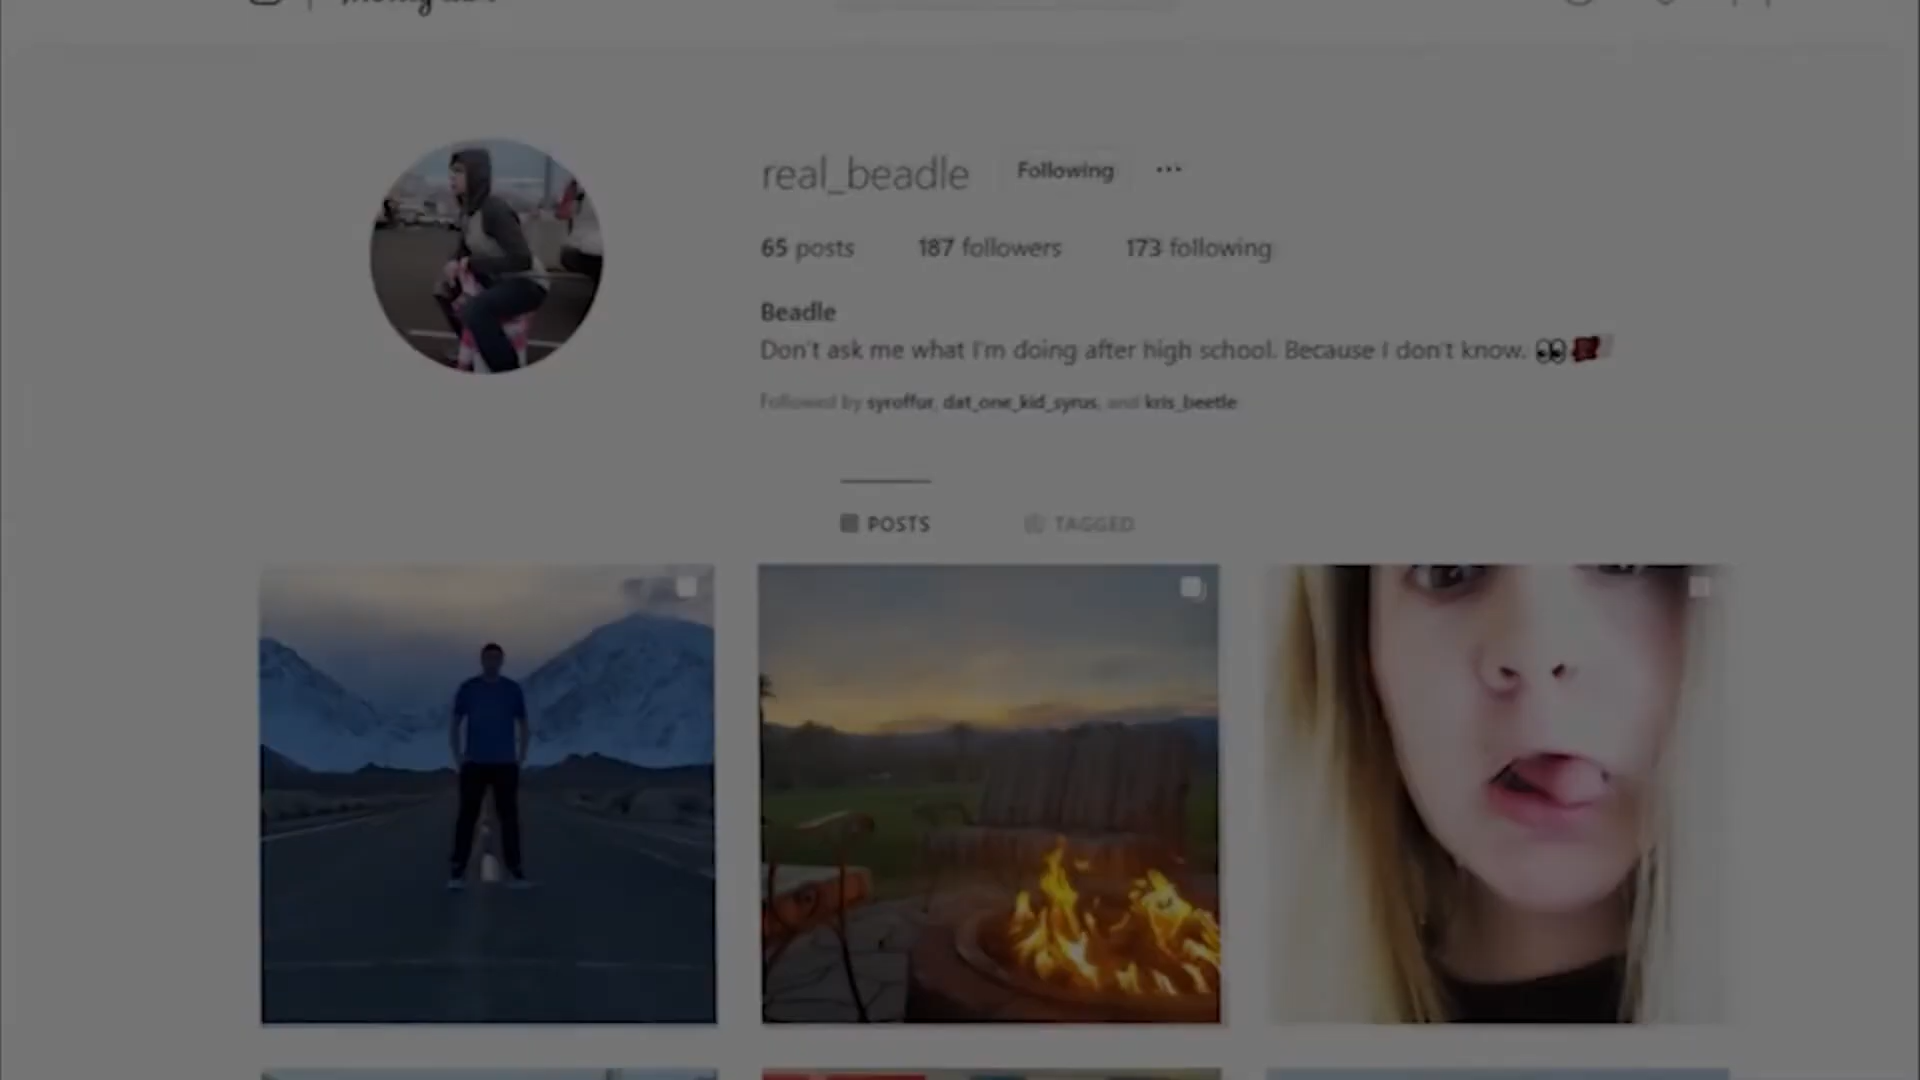 real_beadle Following ...
65 posts 187 followers 173 following
Beadle
Don't ask me what I'm doing after high school. Because I don't know.
Followed by syroffur, dat_one_kid_syrus, and kris_beetle
POSTS TAGGED